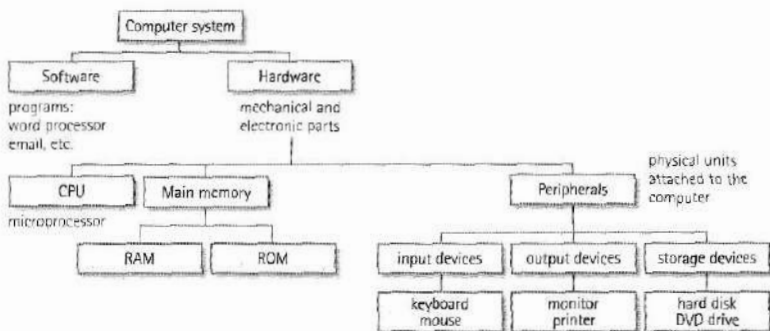 Computer system
Software
Hardware
programs:
word processor
email, etc.
mechanical and
electronic parts
CPU
Main memory
Peripherals
physical units
attached to the
computer
microprocessor
RAM
ROM
input devices
output devices
storage devices
keyboard
mouse
monitor
printer
hard disk
DVD drive